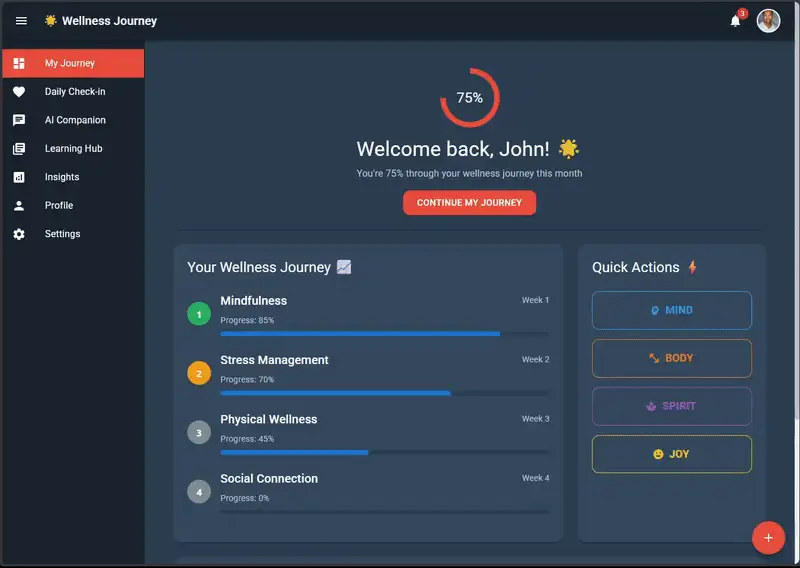 Wellness Journey
3
My Journey
Daily Check-in
AI Companion
Learning Hub
Insights
Profile
Settings
75%
Welcome back, John!
You're 75% through your wellness journey this month
CONTINUE MY JOURNEY
Your Wellness Journey
1
Mindfulness
Week 1
Progress: 85%
2
Stress Management
Week 2
Progress: 70%
3
Physical Wellness
Week 3
Progress: 45%
4
Social Connection
Week 4
Progress: 0%
Quick Actions
MIND
BODY
SPIRIT
JOY
+